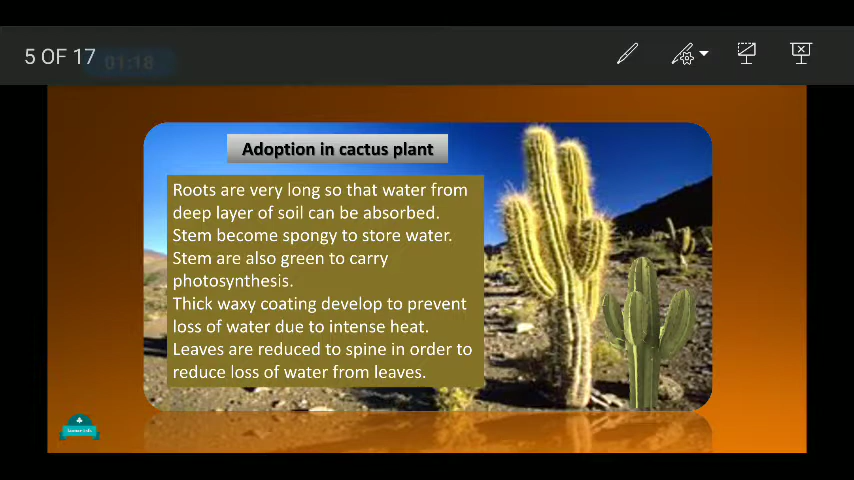 5 OF 17
01:18
Adoption in cactus plant
Roots are very long so that water from
deep layer of soil can be absorbed.
Stem become spongy to store water.
Stem are also green to carry
photosynthesis.
Thick waxy coating develop to prevent
loss of water due to intense heat.
Leaves are reduced to spine in order to
reduce loss of water from leaves.